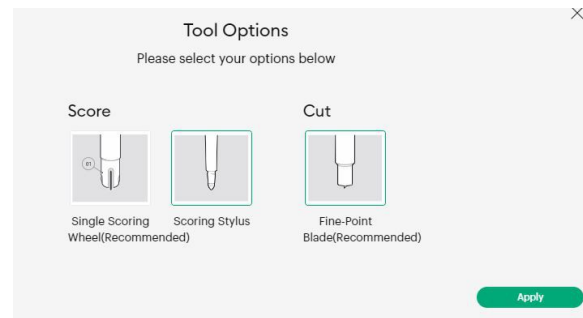 Tool Options
Please select your options below
Score
Cut
01
Single Scoring
Wheel(Recommended)
Scoring Stylus
Fine-Point
Blade(Recommended)
Apply